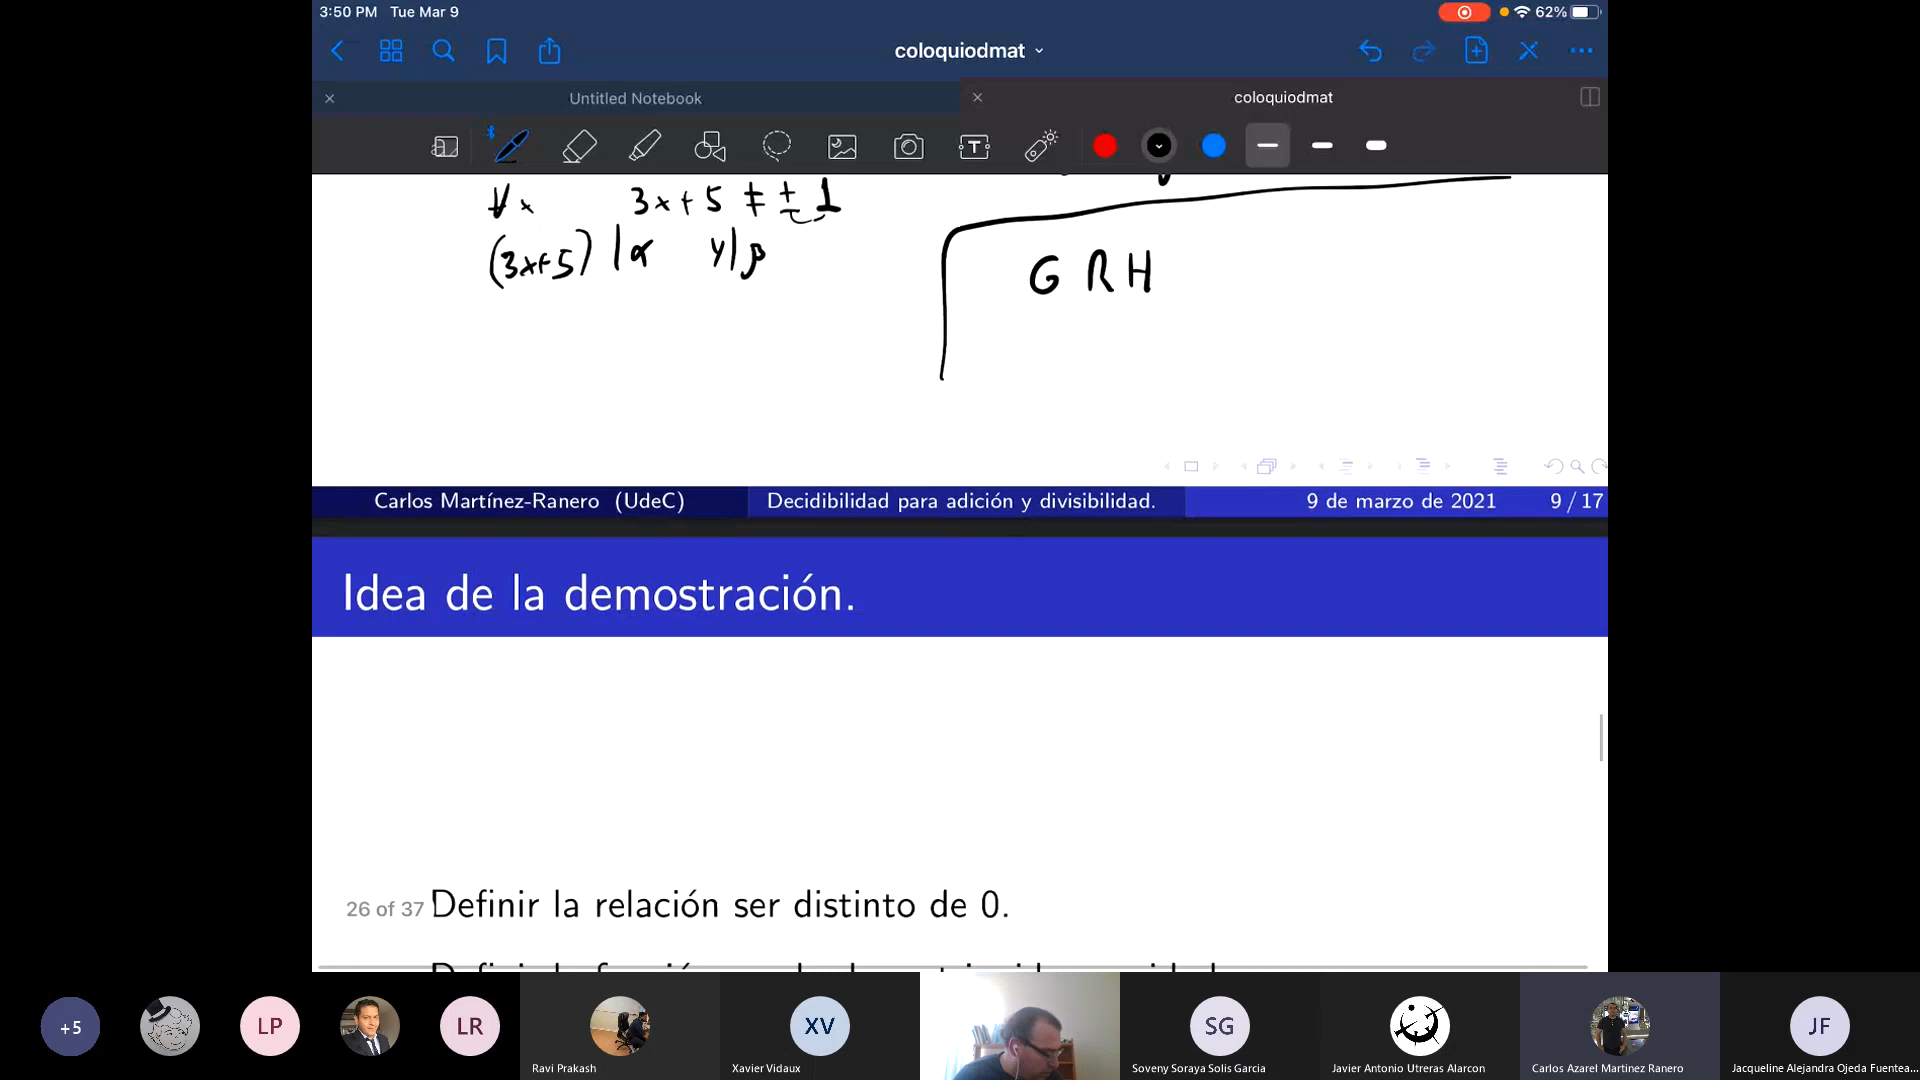 3:50 PM Tue Mar 9
62%
coloquiodmat
Untitled Notebook
coloquiodmat
T
∀x 3x+5 ≠ ±1
(3x+5) | α y | β
G R H
Carlos Martínez-Ranero (UdeC) Decidibilidad para adición y divisibilidad. 9 de marzo de 2021 9 / 17
Idea de la demostración.
26 of 37
Definir la relación ser distinto de 0.
+5
LP
LR
XV
SG
JF
Ravi Prakash
Xavier Vidaux
Soveny Soraya Solis Garcia
Javier Antonio Utreras Alarcon
Carlos Azarel Martinez Ranero
Jacqueline Alejandra Ojeda Fuentea...